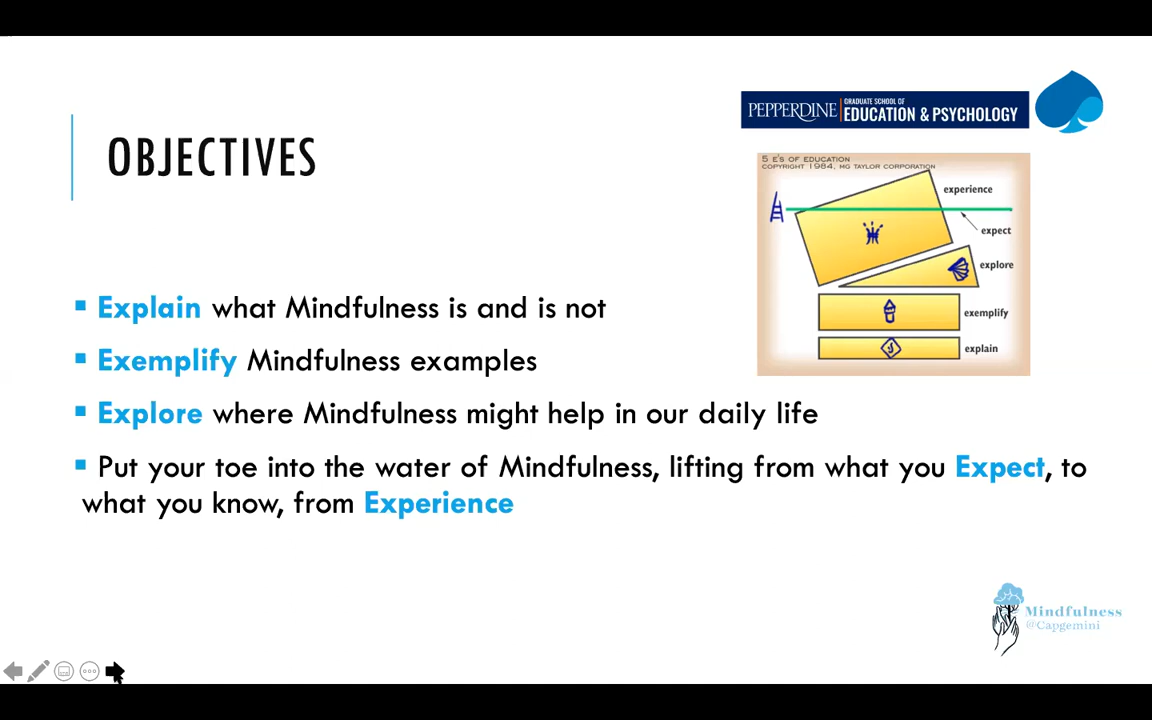 PEPPERDINE GRADUATE SCHOOL OF EDUCATION & PSYCHOLOGY
OBJECTIVES
5 E'S OF EDUCATION
COPYRIGHT 1984, MG TAYLOR CORPORATION
experience
expect
explore
exemplify
explain
Explain what Mindfulness is and is not
Exemplify Mindfulness examples
Explore where Mindfulness might help in our daily life
Put your toe into the water of Mindfulness, lifting from what you Expect, to
what you know, from Experience
Mindfulness
@Capgemini